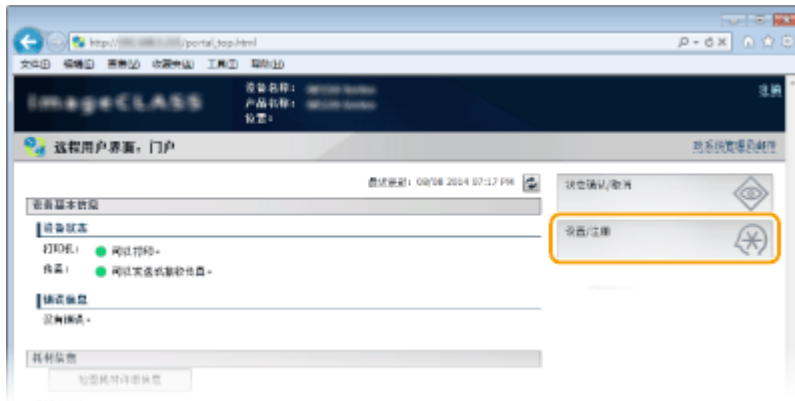 http:// /portal_top.html
文件(F) 编辑(E) 查看(V) 收藏夹(A) 工具(T) 帮助(H)
imageCLASS
设备名称:
产品名称:
位置:
注销
远程用户界面: 门户
致系统管理员邮件
最近更新: 08/08 2014 07:17 PM
设备基本信息
设备状态
打印机: 可以打印。
传真: 可以发送或接收传真。
错误信息
没有错误。
耗材信息
检查耗材详细信息
状态确认/取消
设置/注册